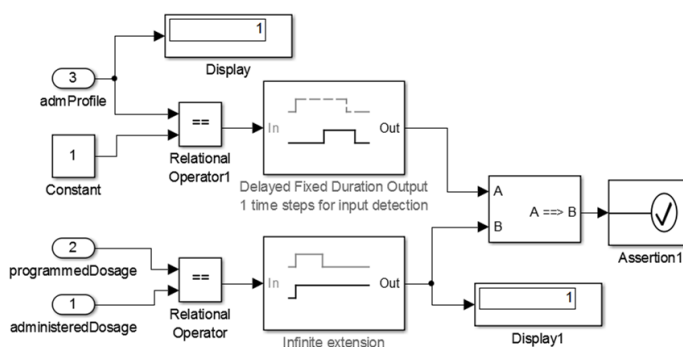 1
Display
3
admProfile
==
In
Out
1
Relational
Operator1
Constant
Delayed Fixed Duration Output
1 time steps for input detection
A
A ==> B
B
Assertion1
2
programmedDosage
==
In
Out
1
administeredDosage
Relational
Operator
1
Infinite extension
Display1